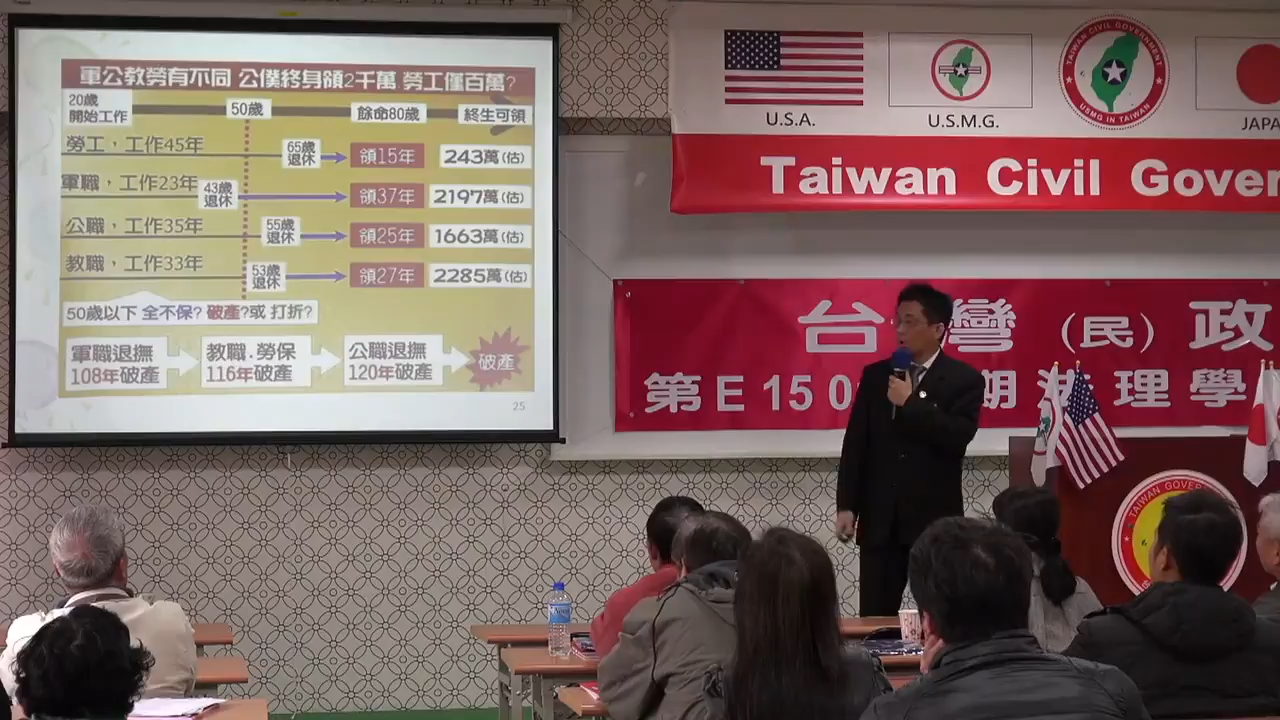 軍公教勞有不同 公僕終身領2千萬 勞工僅百萬?
20歲
開始工作
50歲
餘命80歲
終生可領
勞工，工作45年
65歲
退休
領15年
243萬(估)
軍職，工作23年
43歲
退休
領37年
2197萬(估)
公職，工作35年
55歲
退休
領25年
1663萬(估)
教職，工作33年
53歲
退休
領27年
2285萬(估)
50歲以下 全不保? 破產?或 打折?
軍職退撫
108年破產
教職.勞保
116年破產
公職退撫
120年破產
破產
25
U.S.A.
U.S.M.G.
TAIWAN CIVIL GOVERNMENT
USMG IN TAIWAN
JAPA
Taiwan Civil Gover
台灣（民）政
第E150
期法理學
TAIWAN GOVER